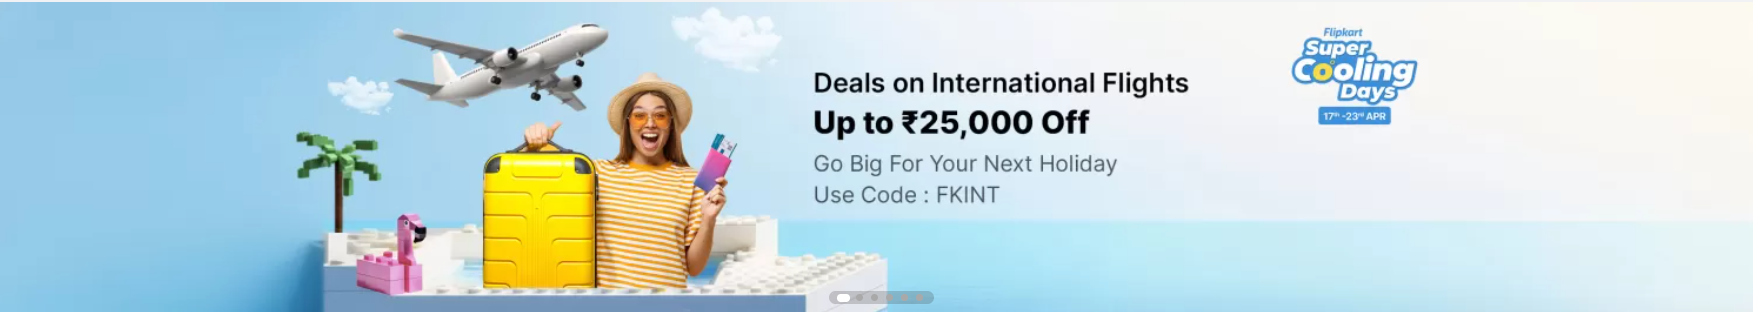 Deals on International Flights
Up to ₹25,000 Off
Go Big For Your Next Holiday
Use Code : FKINT
Flipkart
Super
Cooling
Days
17th -23rd APR